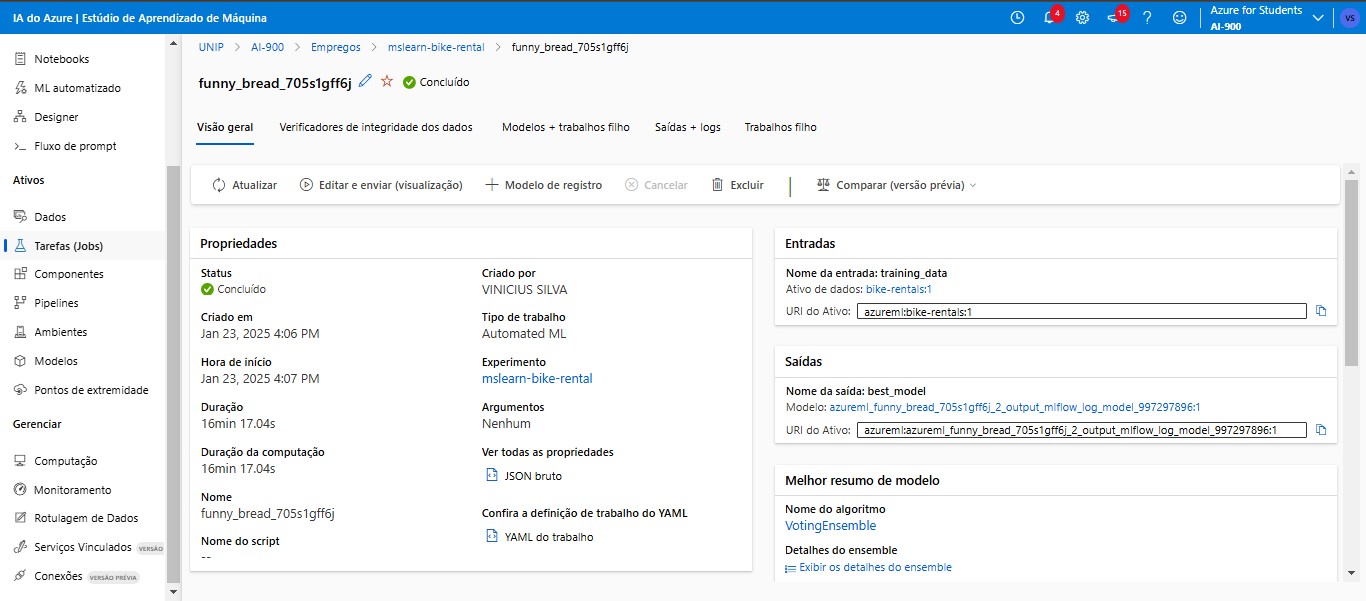 IA do Azure | Estúdio de Aprendizado de Máquina
4
15
?
Azure for Students
AI-900
VS
Notebooks
ML automatizado
Designer
Fluxo de prompt
Ativos
Dados
Tarefas (Jobs)
Componentes
Pipelines
Ambientes
Modelos
Pontos de extremidade
Gerenciar
Computação
Monitoramento
Rotulagem de Dados
Serviços Vinculados VERSÃO
Conexões VERSÃO PRÉVIA
UNIP > AI-900 > Empregos > mslearn-bike-rental > funny_bread_705s1gff6j
funny_bread_705s1gff6j Concluído
Visão geral Verificadores de integridade dos dados Modelos + trabalhos filho Saídas + logs Trabalhos filho
Atualizar Editar e enviar (visualização) Modelo de registro Cancelar Excluir Comparar (versão prévia)
Propriedades
Status
Concluído
Criado em
Jan 23, 2025 4:06 PM
Hora de início
Jan 23, 2025 4:07 PM
Duração
16min 17.04s
Duração da computação
16min 17.04s
Nome
funny_bread_705s1gff6j
Nome do script
--
Criado por
VINICIUS SILVA
Tipo de trabalho
Automated ML
Experimento
mslearn-bike-rental
Argumentos
Nenhum
Ver todas as propriedades
JSON bruto
Confira a definição de trabalho do YAML
YAML do trabalho
Entradas
Nome da entrada: training_data
Ativo de dados: bike-rentals:1
URI do Ativo: azureml:bike-rentals:1
Saídas
Nome da saída: best_model
Modelo: azureml_funny_bread_705s1gff6j_2_output_mlflow_log_model_997297896:1
URI do Ativo: azureml:azureml_funny_bread_705s1gff6j_2_output_mlflow_log_model_997297896:1
Melhor resumo de modelo
Nome do algoritmo
VotingEnsemble
Detalhes do ensemble
Exibir os detalhes do ensemble